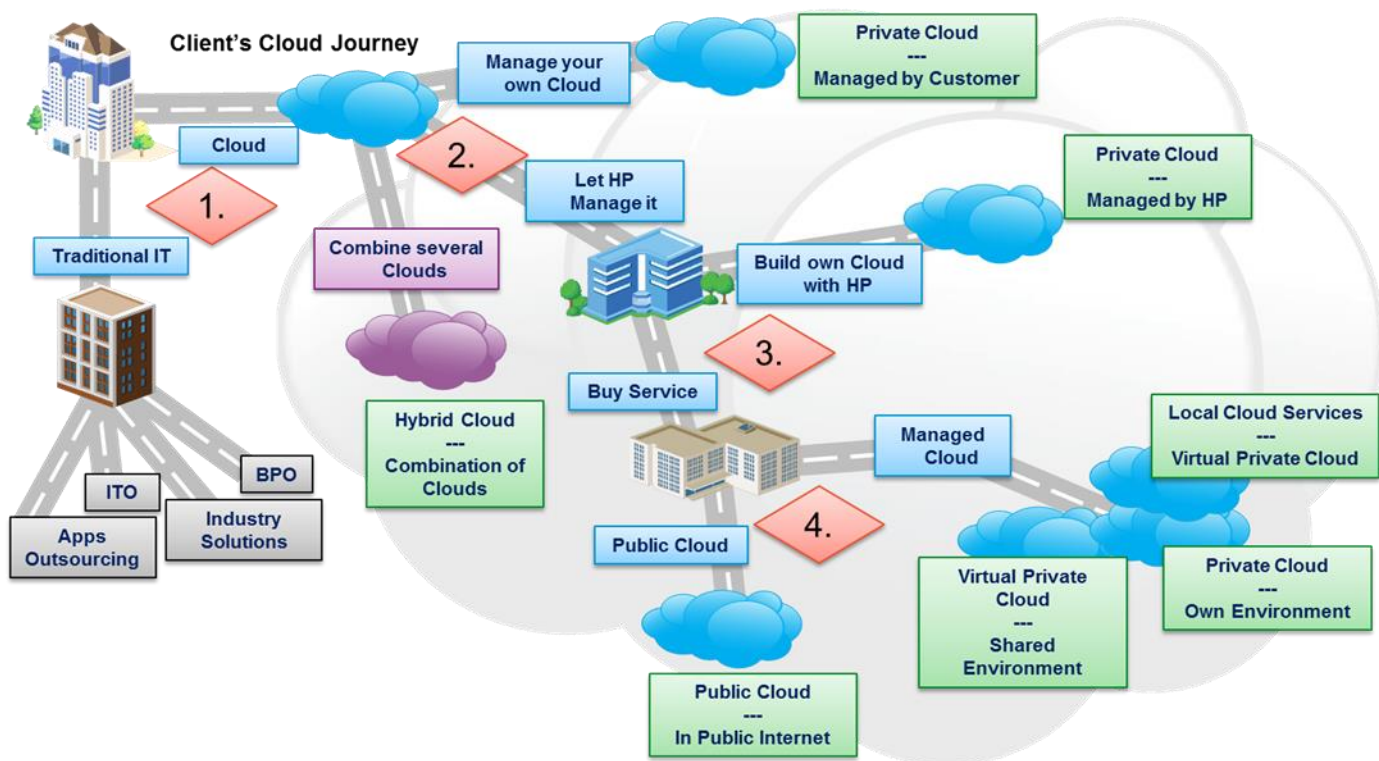 Client's Cloud Journey
Manage your
own Cloud
Private Cloud
---
Managed by Customer
Cloud
1.
2.
Let HP
Manage it
Private Cloud
---
Managed by HP
Traditional IT
Combine several
Clouds
Build own Cloud
with HP
3.
Buy Service
Hybrid Cloud
---
Combination of
Clouds
Managed
Cloud
Local Cloud Services
---
Virtual Private Cloud
BPO
ITO
Industry
Solutions
Apps
Outsourcing
4.
Public Cloud
Virtual Private
Cloud
---
Shared
Environment
Private Cloud
---
Own Environment
Public Cloud
---
In Public Internet